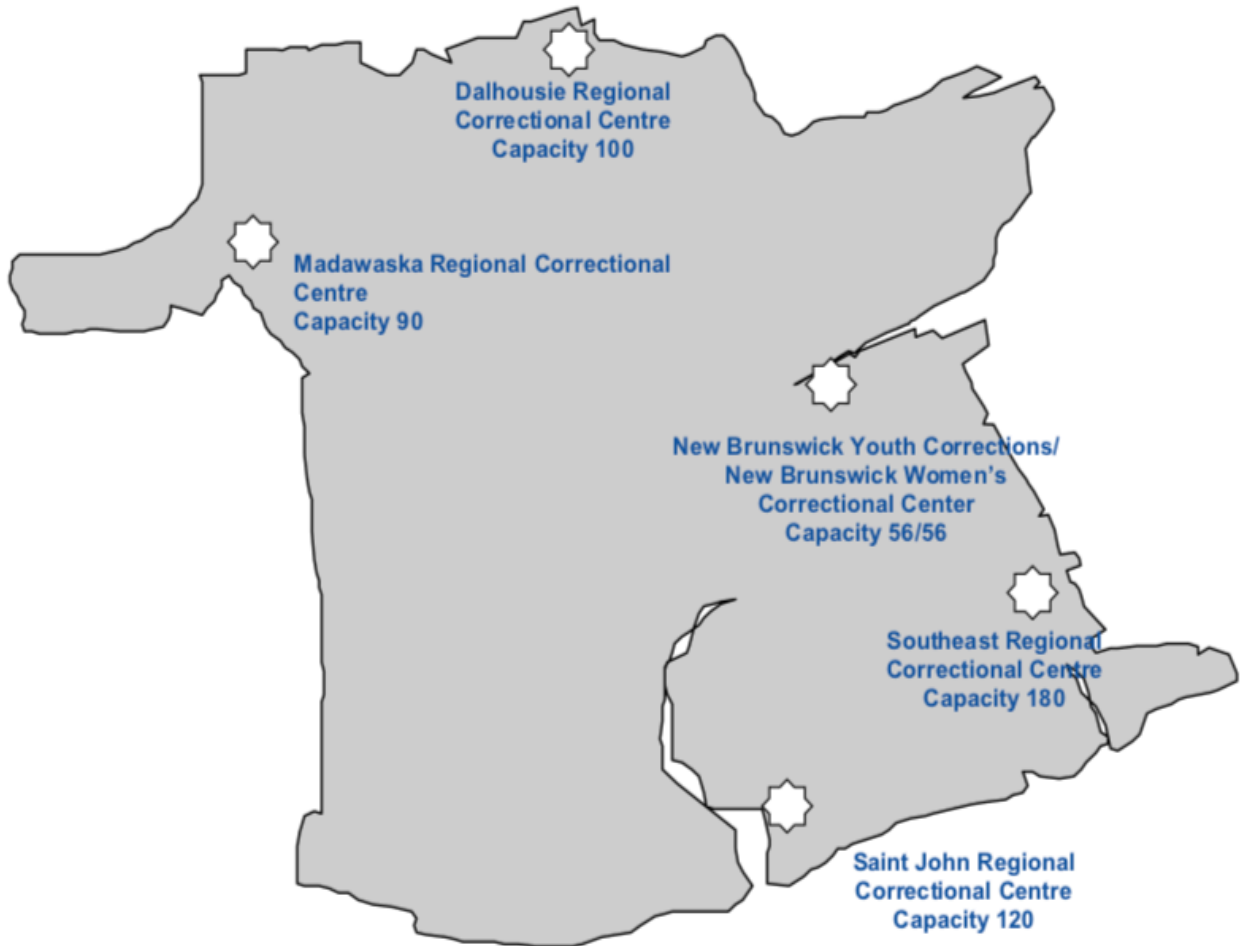 Dalhousie Regional
Correctional Centre
Capacity 100
Madawaska Regional Correctional
Centre
Capacity 90
New Brunswick Youth Corrections/
New Brunswick Women's
Correctional Center
Capacity 56/56
Southeast Regional
Correctional Centre
Capacity 180
Saint John Regional
Correctional Centre
Capacity 120